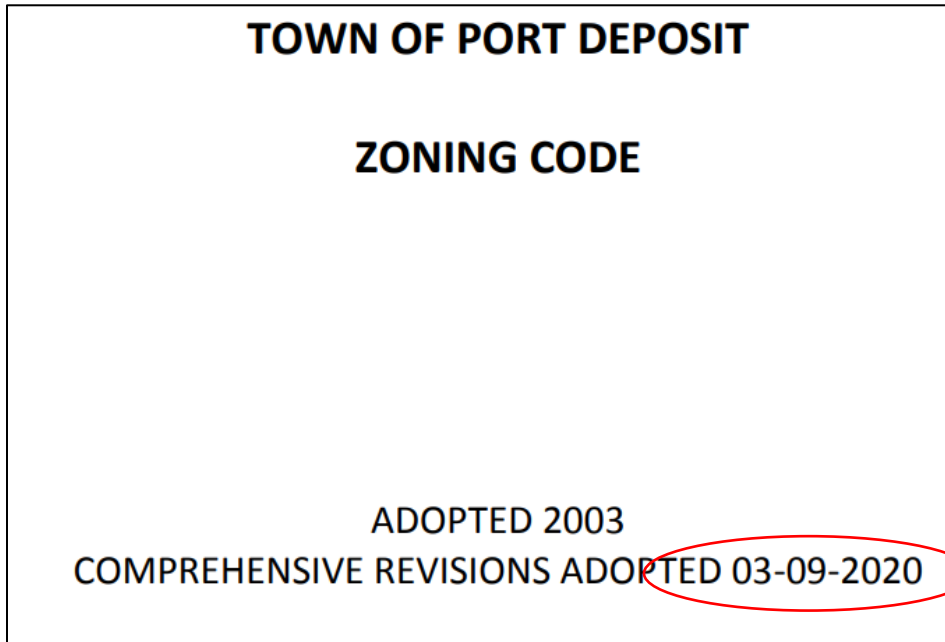 TOWN OF PORT DEPOSIT
ZONING CODE
ADOPTED 2003
COMPREHENSIVE REVISIONS ADOPTED 03-09-2020